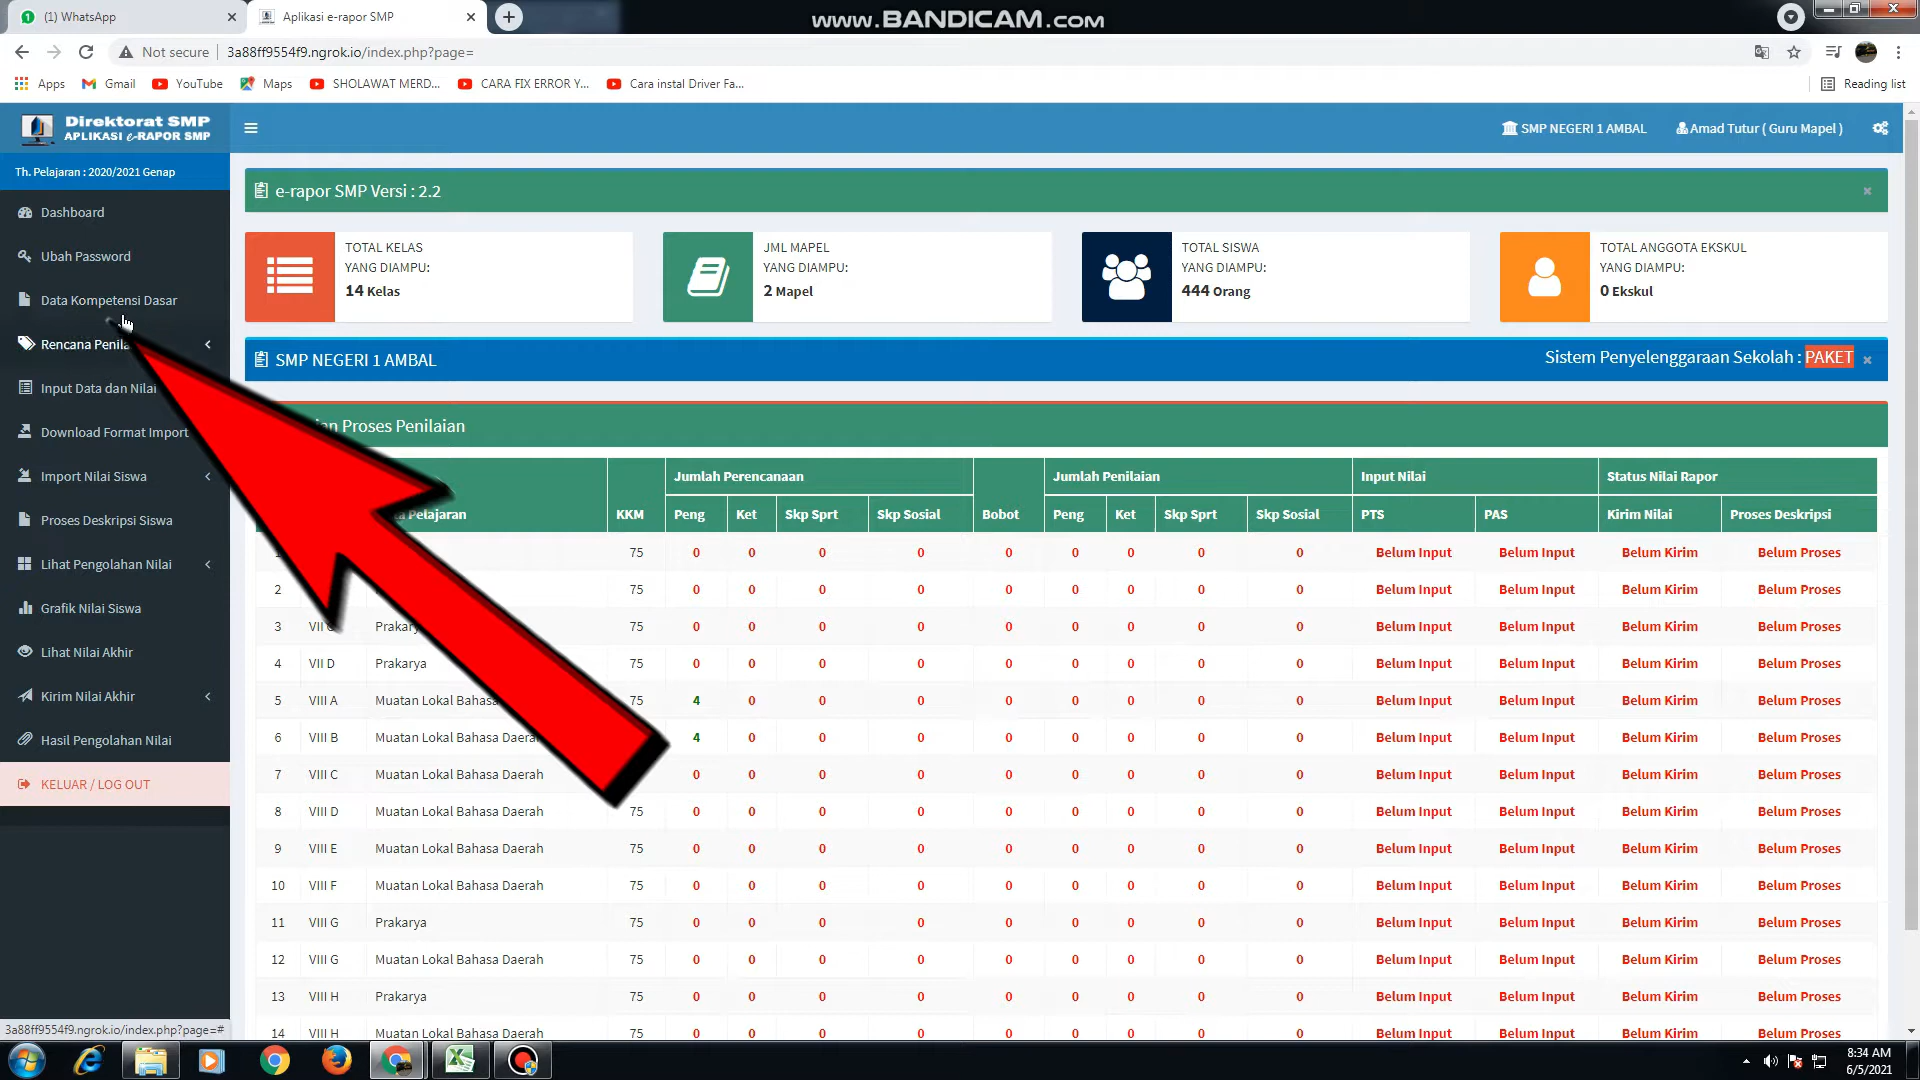 (1) WhatsApp
Aplikasi e-rapor SMP
www.BANDICAM.com
Not secure
3a88ff9554f9.ngrok.io/index.php?page=
Apps
Gmail
YouTube
Maps
SHOLAWAT MERD...
CARA FIX ERROR Y...
Cara instal Driver Fa...
Reading list
Direktorat SMP
APLIKASI e-RAPOR SMP
SMP NEGERI 1 AMBAL
Amad Tutur ( Guru Mapel )
Th. Pelajaran : 2020/2021 Genap
Dashboard
Ubah Password
Data Kompetensi Dasar
Rencana
Input Data dan Nilai
Download Format Import
Import Nilai Siswa
Proses Deskripsi Siswa
Lihat Pengolahan Nilai
Grafik Nilai Siswa
Lihat Nilai Akhir
Kirim Nilai Akhir
Hasil Pengolahan Nilai
KELUAR / LOG OUT
e-rapor SMP Versi : 2.2
TOTAL KELAS
YANG DIAMPU:
14 Kelas
JML MAPEL
YANG DIAMPU:
2 Mapel
TOTAL SISWA
YANG DIAMPU:
444 Orang
TOTAL ANGGOTA EKSKUL
YANG DIAMPU:
0 Ekskul
SMP NEGERI 1 AMBAL
Sistem Penyelenggaraan Sekolah : PAKET
Proses Penilaian
Pelajaran KKM Jumlah Perencanaan Bobot Jumlah Penilaian Input Nilai Status Nilai Rapor
Peng Ket Skp Sprt Skp Sosial Peng Ket Skp Sprt Skp Sosial PTS PAS Kirim Nilai Proses Deskripsi
75 0 0 0 0 0 0 0 0 0 Belum Input Belum Input Belum Kirim Belum Proses
2 75 0 0 0 0 0 0 0 0 0 Belum Input Belum Input Belum Kirim Belum Proses
3 VII 75 0 0 0 0 0 0 0 0 0 Belum Input Belum Input Belum Kirim Belum Proses
4 VII D Prakarya 75 0 0 0 0 0 0 0 0 0 Belum Input Belum Input Belum Kirim Belum Proses
5 VIII A Muatan Lokal Bahasa 75 4 0 0 0 0 0 0 0 0 Belum Input Belum Input Belum Kirim Belum Proses
6 VIII B Muatan Lokal Bahasa 75 4 0 0 0 0 0 0 0 0 Belum Input Belum Input Belum Kirim Belum Proses
7 VIII C Muatan Lokal Bahasa Daerah 0 0 0 0 0 0 0 0 0 Belum Input Belum Input Belum Kirim Belum Proses
8 VIII D Muatan Lokal Bahasa Daerah 75 0 0 0 0 0 0 0 0 0 Belum Input Belum Input Belum Kirim Belum Proses
9 VIII E Muatan Lokal Bahasa Daerah 75 0 0 0 0 0 0 0 0 0 Belum Input Belum Input Belum Kirim Belum Proses
10 VIII F Muatan Lokal Bahasa Daerah 75 0 0 0 0 0 0 0 0 0 Belum Input Belum Input Belum Kirim Belum Proses
11 VIII G Prakarya 75 0 0 0 0 0 0 0 0 0 Belum Input Belum Input Belum Kirim Belum Proses
12 VIII G Muatan Lokal Bahasa Daerah 75 0 0 0 0 0 0 0 0 0 Belum Input Belum Input Belum Kirim Belum Proses
13 VIII H Prakarya 75 0 0 0 0 0 0 0 0 0 Belum Input Belum Input Belum Kirim Belum Proses
14 VIII H Muatan Lokal Bahasa Daerah 75 0 0 0 0 0 0 0 0 0 Belum Input Belum Input Belum Kirim Belum Proses
3a88ff9554f9.ngrok.io/index.php?page=#
8:34 AM
6/5/2021